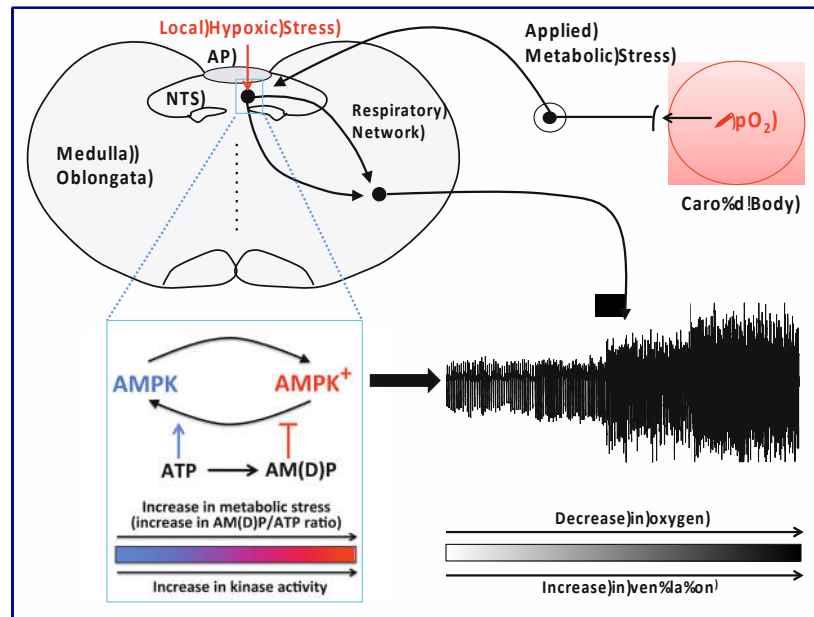 Local)Hypoxic)Stress)
AP)
NTS)
Respiratory)
Network)
Medulla))
Oblongata)
Applied)
Metabolic)Stress)
pO₂)
Caro%d!Body)
AMPK
AMPK⁺
ATP
AM(D)P
Increase in metabolic stress
(increase in AM(D)P/ATP ratio)
Increase in kinase activity
Decrease)in)oxygen)
Increase)in)ven%la%on)